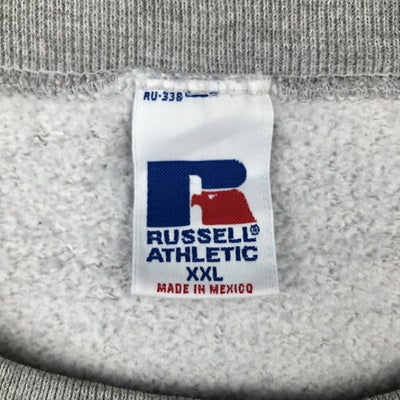 RU-338
RUSSELL®
ATHLETIC
XXL
MADE IN MEXICO